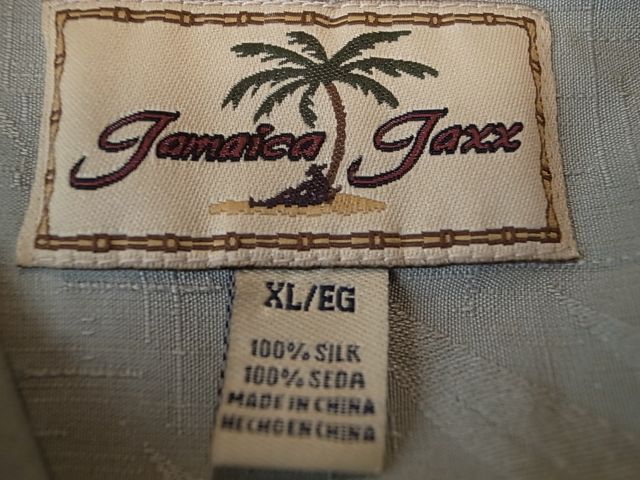 Jamaica Jaxx
XL/EG
100% SILK
100% SEDA
MADE IN CHINA
HECHO EN CHINA